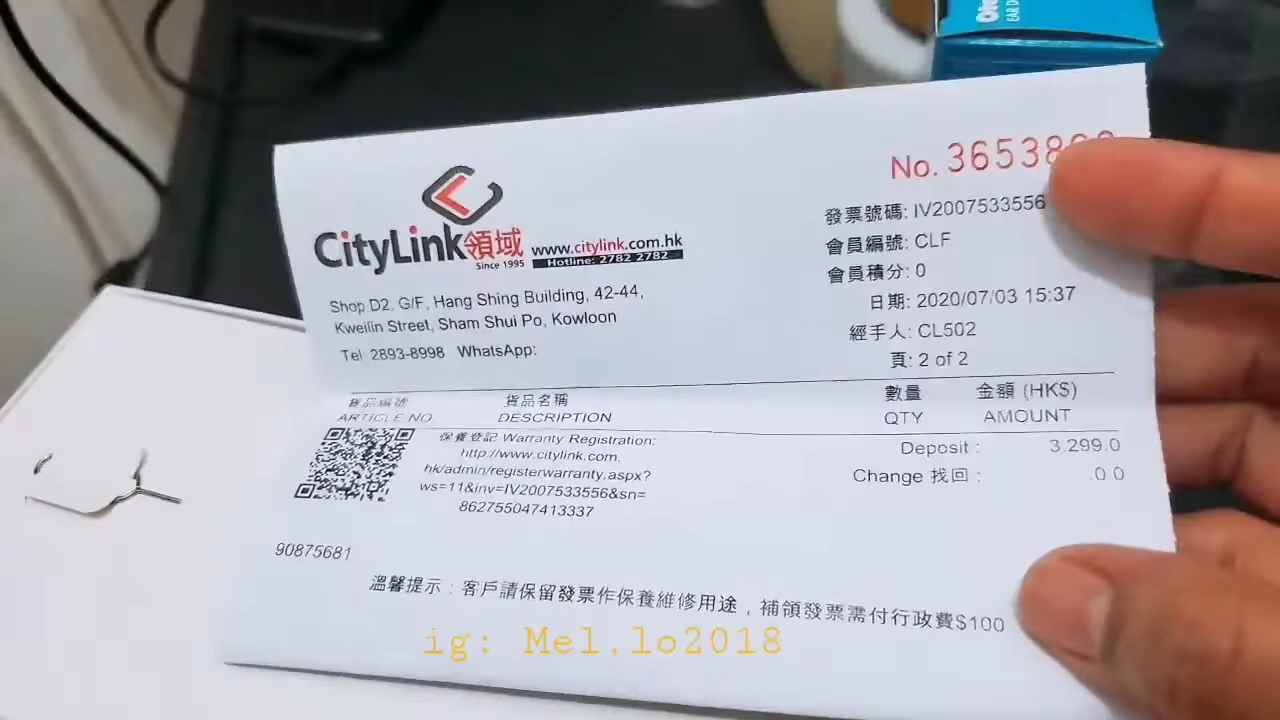 EAR D
No. 36538
CityLink領域
Since 1995
www.citylink.com.hk
Hotline: 2782 2782
發票號碼: IV2007533556
會員編號: CLF
會員積分: 0
日期: 2020/07/03 15:37
經手人: CL502
頁: 2 of 2
Shop D2, G/F, Hang Shing Building, 42-44,
Kweilin Street, Sham Shui Po, Kowloon
Tel 2893-8998 WhatsApp:
貨品編號 貨品名稱 數量 金額 (HK$)
ARTICLE NO. DESCRIPTION QTY AMOUNT
保養登記 Warranty Registration:
http://www.citylink.com.
hk/admin/registerwarranty.aspx?
ws=11&inv=IV2007533556&sn=
862755047413337
Deposit : 3,299.0
Change 找回 : .0 0
90875681
溫馨提示：客戶請保留發票作保養維修用途，補領發票需付行政費$100
ig: Mel.lo2018